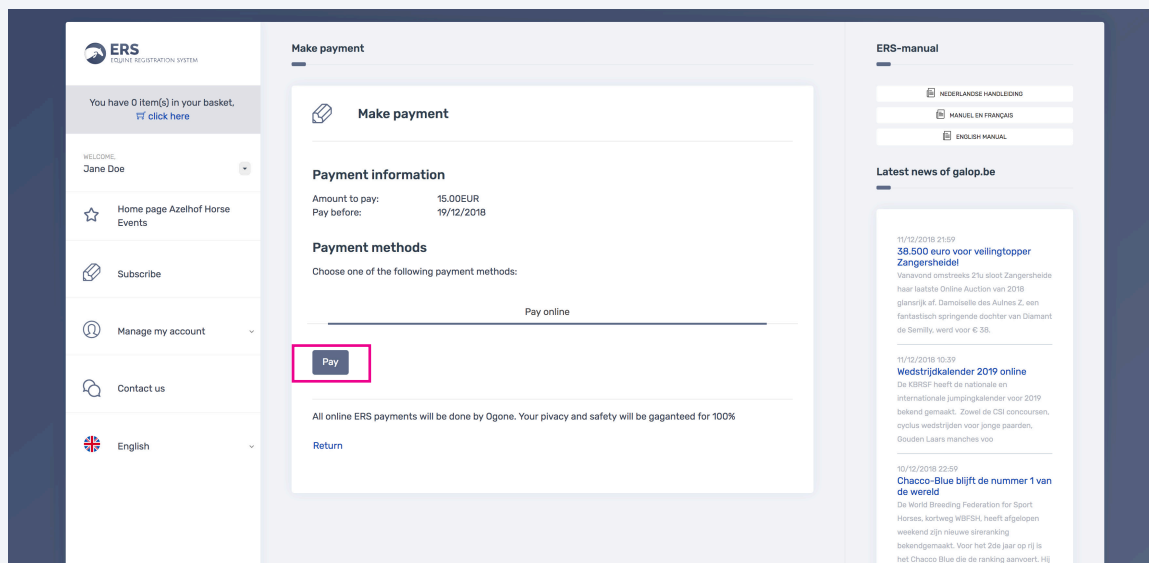 ERS
EQUINE REGISTRATION SYSTEM
You have 0 item(s) in your basket,
click here
WELCOME,
Jane Doe
Home page Azelhof Horse
Events
Subscribe
Manage my account
Contact us
English
Make payment
Make payment
Payment information
Amount to pay: 15.00EUR
Pay before: 19/12/2018
Payment methods
Choose one of the following payment methods:
Pay online
Pay
All online ERS payments will be done by Ogone. Your pivacy and safety will be gaganteed for 100%
Return
ERS-manual
NEDERLANDSE HANDLEIDING
MANUEL EN FRANÇAIS
ENGLISH MANUAL
Latest news of galop.be
11/12/2018 21:59
38.500 euro voor veilingtopper
Zangersheide!
Vanavond omstreeks 21u sloot Zangersheide
haar laatste Online Auction van 2018
glansrijk af. Damoiselle des Aulnes Z, een
fantastisch springende dochter van Diamant
de Semilly, werd voor € 38.
11/12/2018 10:39
Wedstrijdkalender 2019 online
De KBRSF heeft de nationale en
internationale jumpingkalender voor 2019
bekend gemaakt. Zowel de CSI concoursen,
cyclus wedstrijden voor jonge paarden,
Gouden Laars manches voo
10/12/2018 22:59
Chacco-Blue blijft de nummer 1 van
de wereld
De World Breeding Federation for Sport
Horses, kortweg WBFSH, heeft afgelopen
weekend zijn nieuwe sireranking
bekendgemaakt. Voor het 2de jaar op rij is
het Chacco Blue die de ranking aanvoert. Hij